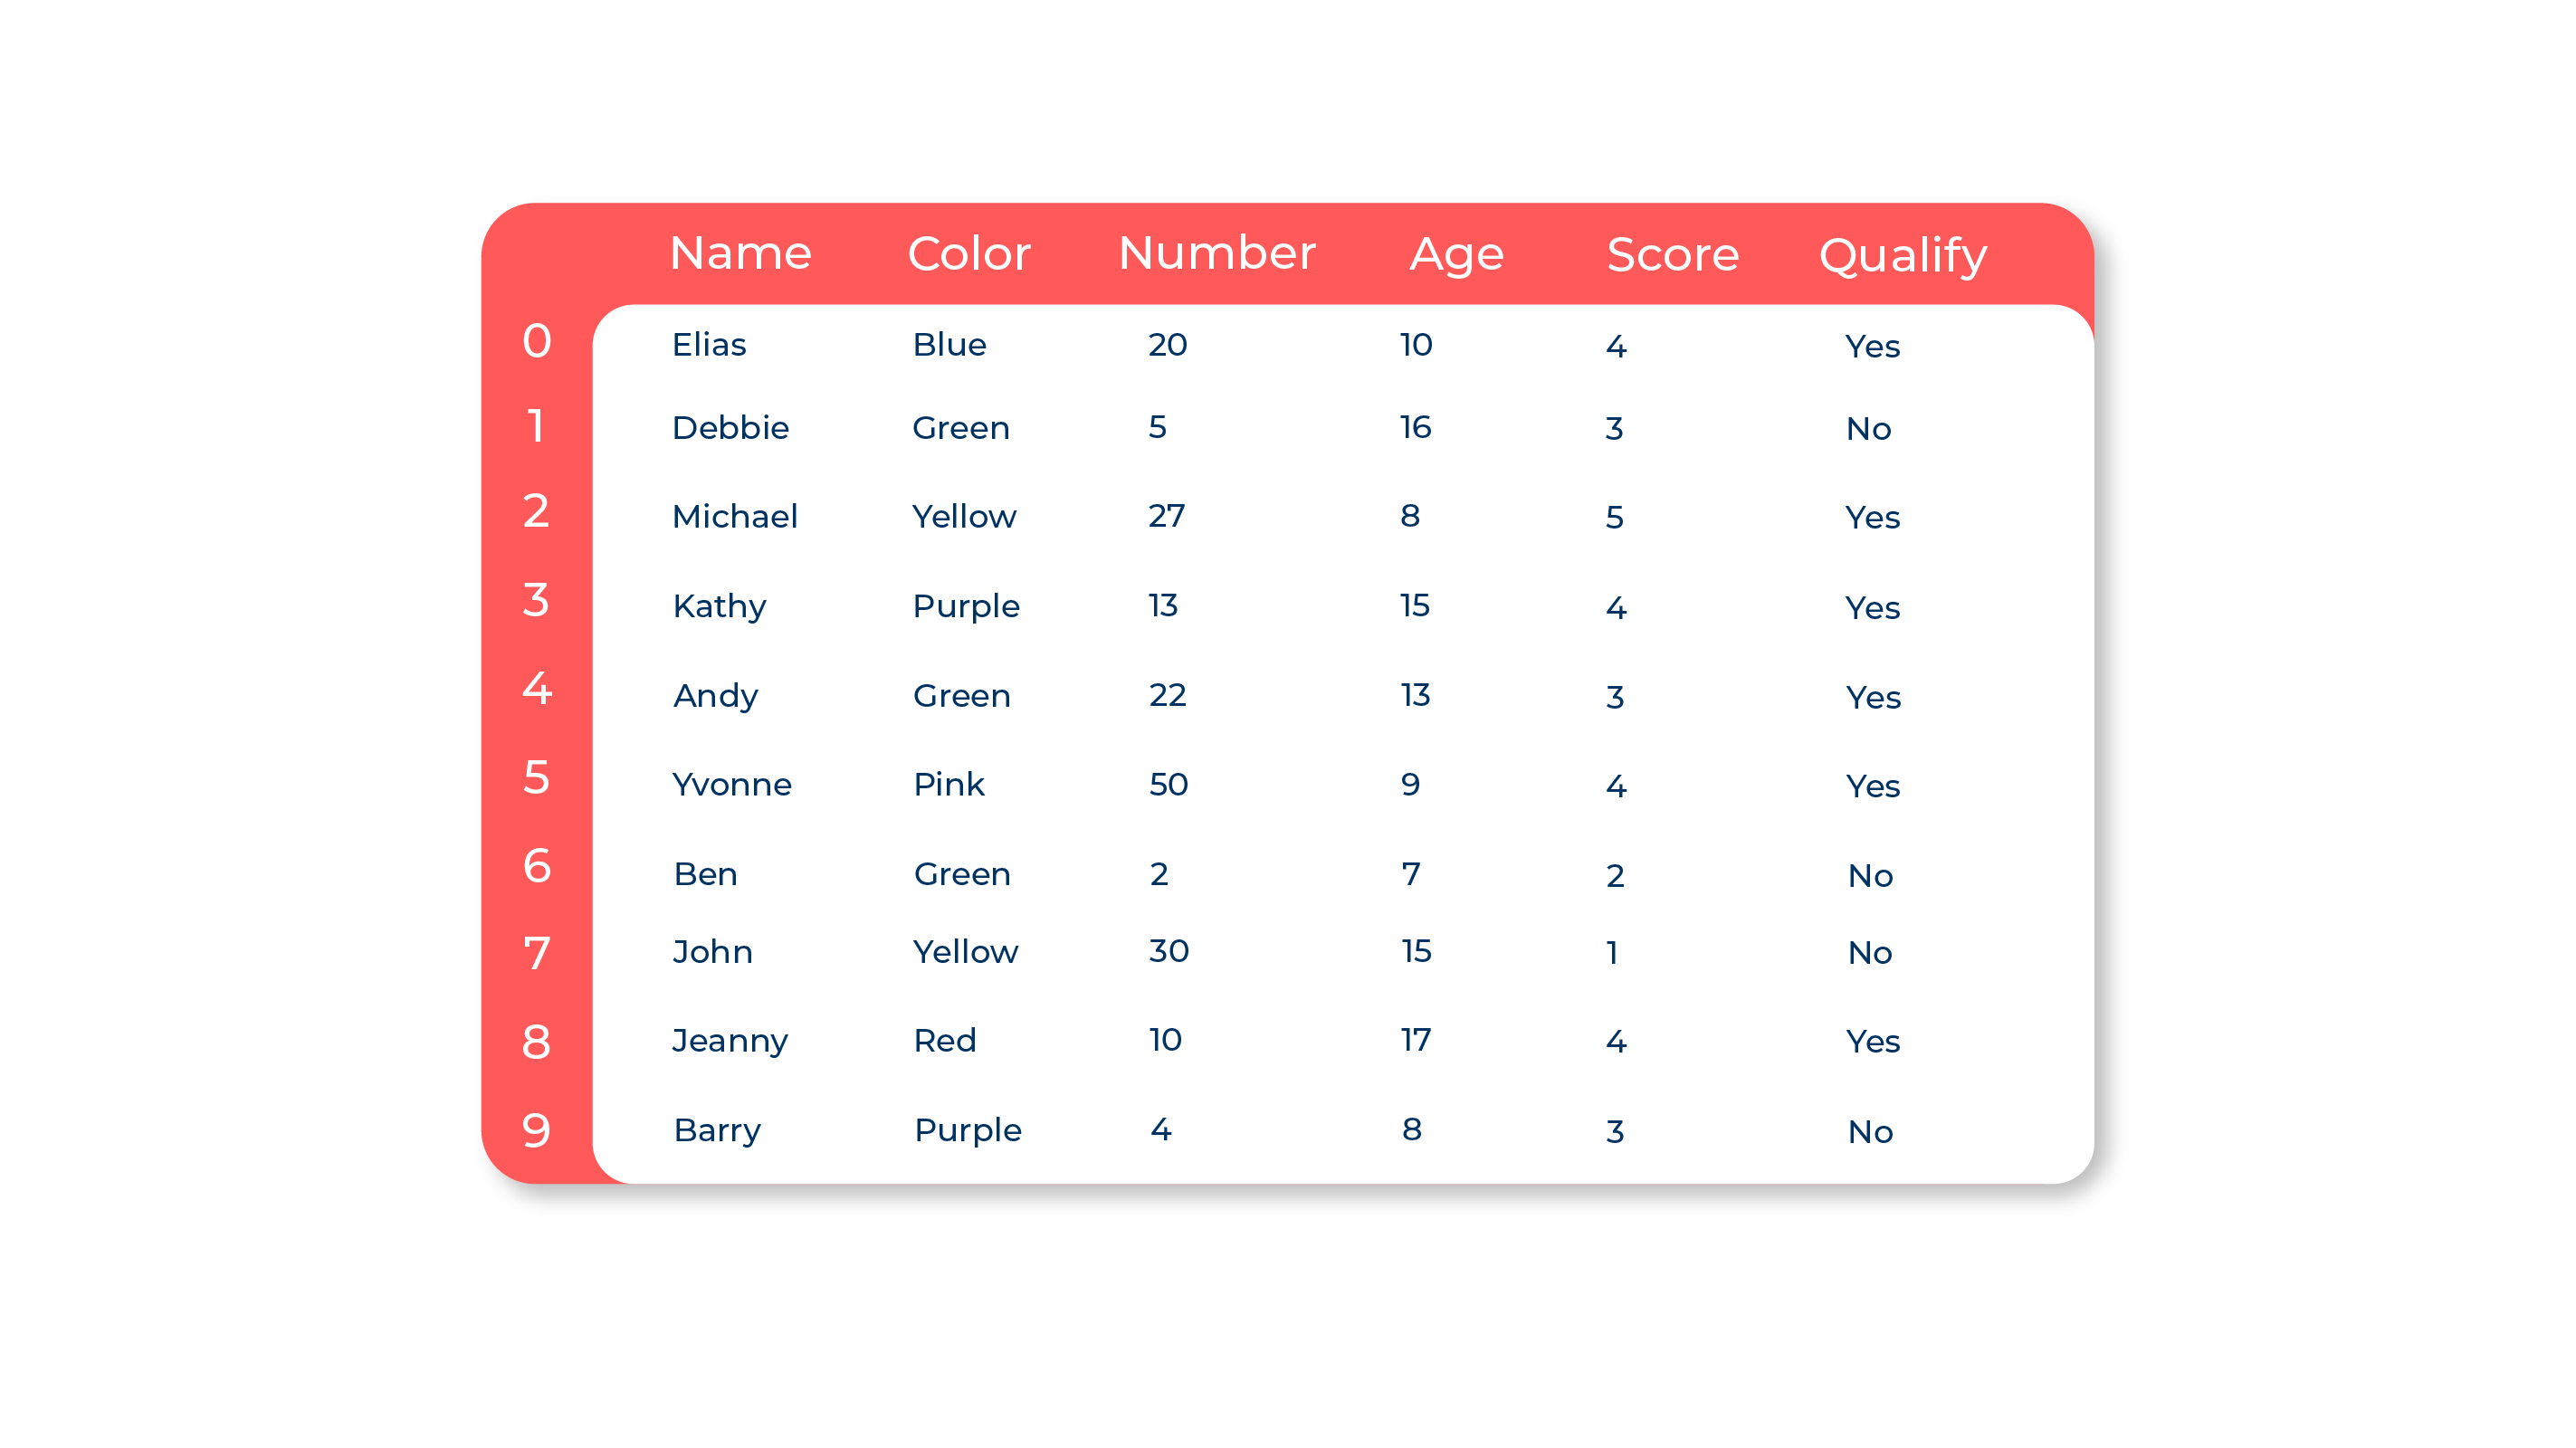 Name Color Number Age Score Qualify
0 Elias Blue 20 10 4 Yes
1 Debbie Green 5 16 3 No
2 Michael Yellow 27 8 5 Yes
3 Kathy Purple 13 15 4 Yes
4 Andy Green 22 13 3 Yes
5 Yvonne Pink 50 9 4 Yes
6 Ben Green 2 7 2 No
7 John Yellow 30 15 1 No
8 Jeanny Red 10 17 4 Yes
9 Barry Purple 4 8 3 No